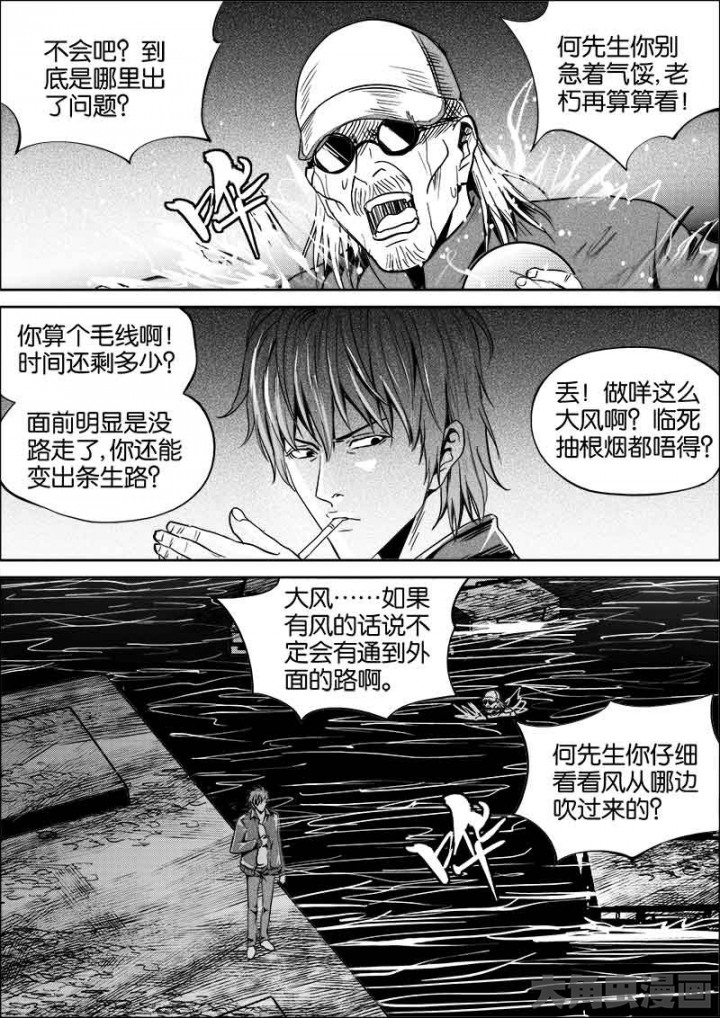 不会吧？到
底是哪里出
了问题？
何先生你别
急着气馁，老
朽再算算看！
哗
你算个毛线啊！
时间还剩多少？
面前明显是没
路走了，你还能
变出条生路？
丢！做咩这么
大风啊？临死
抽根烟都唔得？
大风……如果
有风的话说不
定会有通到外
面的路啊。
何先生你仔细
看看风从哪边
吹过来的？
哗
大角虫漫画